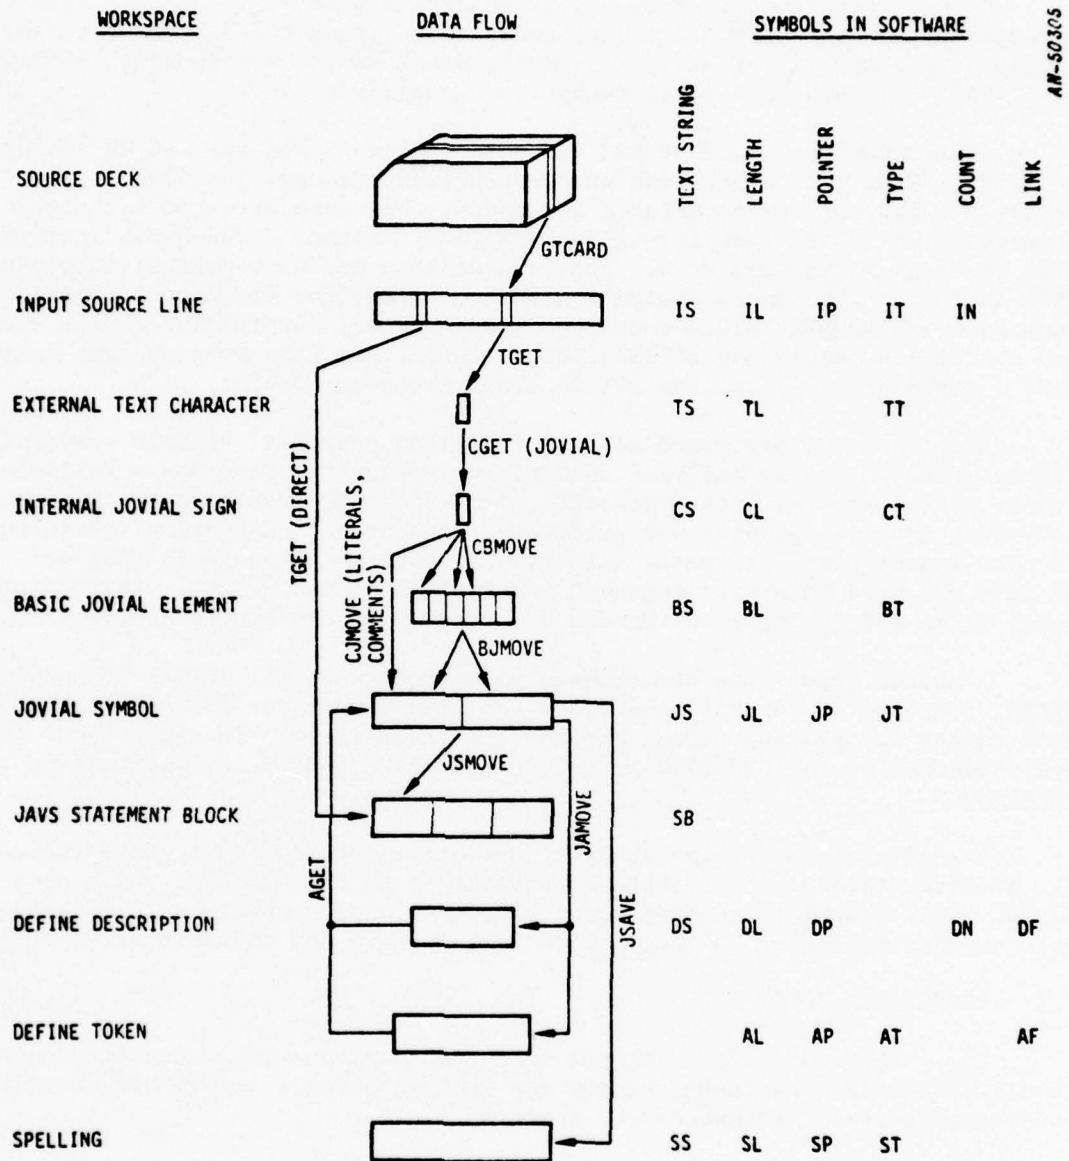 WORKSPACE DATA FLOW SYMBOLS IN SOFTWARE
AN-50305
TEXT STRING
LENGTH
POINTER
TYPE
COUNT
LINK
SOURCE DECK
GTCARD
INPUT SOURCE LINE IS IL IP IT IN
TGET
EXTERNAL TEXT CHARACTER TS TL TT
CGET (JOVIAL)
TGET (DIRECT)
INTERNAL JOVIAL SIGN CS CL CT
CBMOVE
CJMOVE (LITERALS,
COMMENTS)
BASIC JOVIAL ELEMENT BS BL BT
BJMOVE
JOVIAL SYMBOL JS JL JP JT
JSMOVE
JAVS STATEMENT BLOCK SB
JAMOVE
AGET
JSAVE
DEFINE DESCRIPTION DS DL DP DN DF
DEFINE TOKEN AL AP AT AF
SPELLING SS SL SP ST